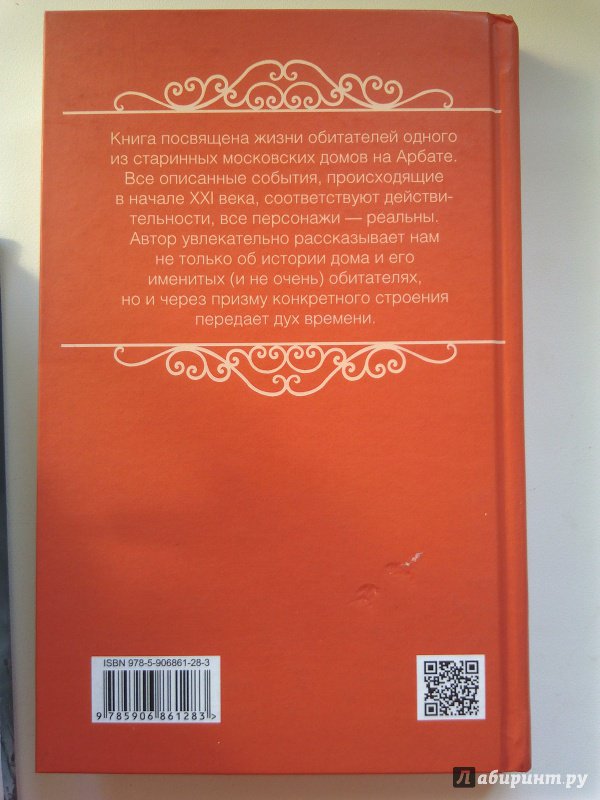 Книга посвящена жизни обитателей одного
из старинных московских домов на Арбате.
Все описанные события, происходящие
в начале XXI века, соответствуют действи-
тельности, все персонажи — реальны.
Автор увлекательно рассказывает нам
не только об истории дома и его
именитых (и не очень) обитателях,
но и через призму конкретного строения
передает дух времени.
ISBN 978-5-906861-28-3
9 785906 861283 >
Лабиринт.ру